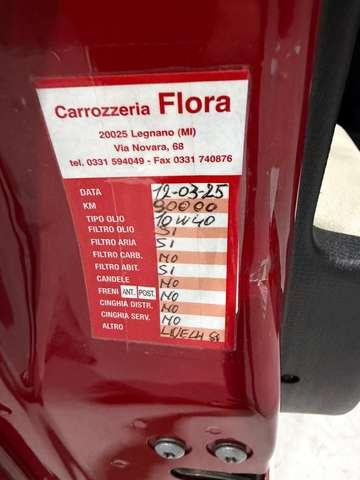 Carrozzeria Flora
20025 Legnano (MI)
Via Novara, 68
tel. 0331 594049 - Fax 0331 740876
DATA 12-03-25
KM 90000
TIPO OLIO 10W40
FILTRO OLIO SI
FILTRO ARIA SI
FILTRO CARB. NO
FILTRO ABIT. SI
CANDELE NO
FRENI ANT. POST. NO
CINGHIA DISTR. NO
CINGHIA SERV. NO
ALTRO